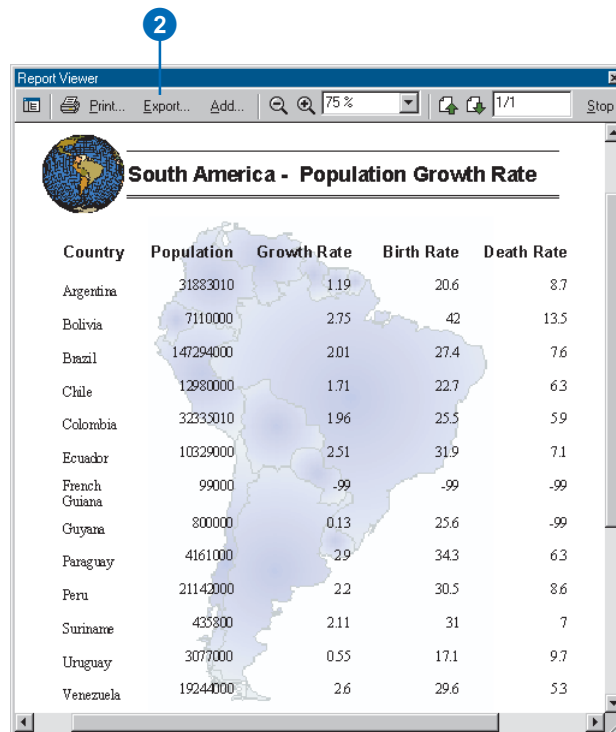 2
Report Viewer
Print... Export... Add... 75 % 1/1 Stop
South America - Population Growth Rate
Country Population Growth Rate Birth Rate Death Rate
Argentina 31883010 1.19 20.6 8.7
Bolivia 7110000 2.75 42 13.5
Brazil 147294000 2.01 27.4 7.6
Chile 12980000 1.71 22.7 6.3
Colombia 32335010 1.96 25.5 5.9
Ecuador 10329000 2.51 31.9 7.1
French
Guiana 99000 -99 -99 -99
Guyana 800000 0.13 25.6 -99
Paraguay 4161000 2.9 34.3 6.3
Peru 21142000 2.2 30.5 8.6
Suriname 435800 2.11 31 7
Uruguay 3077000 0.55 17.1 9.7
Venezuela 19244000 2.6 29.6 5.3